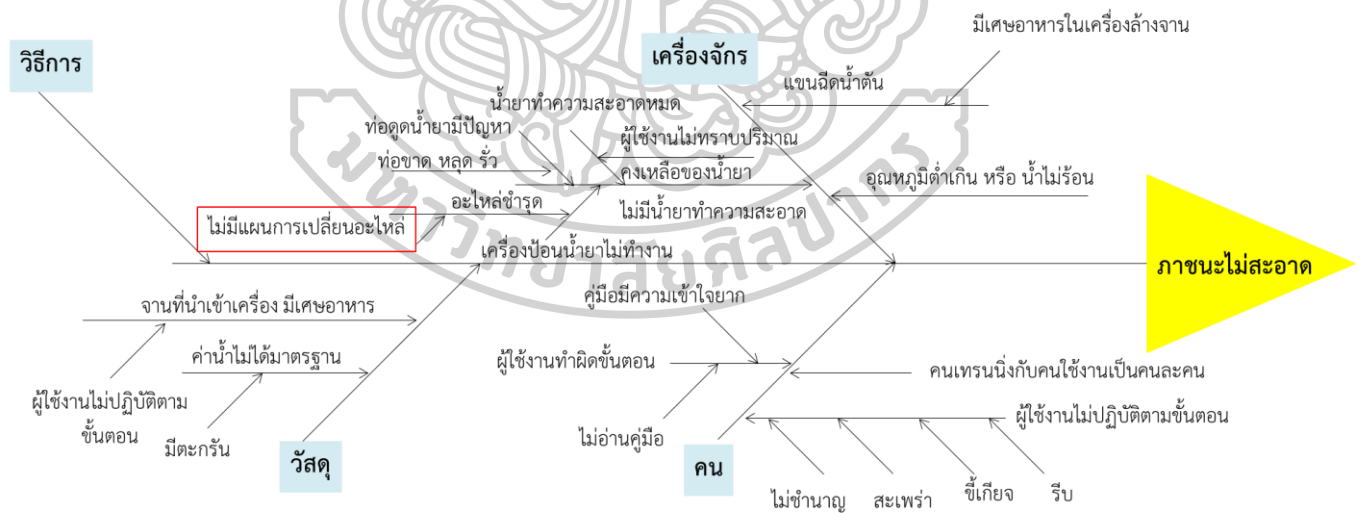 มีเศษอาหารในเครื่องล้างจาน
วิธีการ
เครื่องจักร
แขนฉีดน้ำตัน
น้ำยาทำความสะอาดหมด
ท่อดูดน้ำยามีปัญหา
ผู้ใช้งานไม่ทราบปริมาณ
คงเหลือของน้ำยา
ท่อขาด หลุด รั่ว
อุณหภูมิต่ำเกิน หรือ น้ำไม่ร้อน
อะไหล่ชำรุด
ไม่มีน้ำยาทำความสะอาด
ไม่มีแผนการเปลี่ยนอะไหล่
เครื่องป้อนน้ำยาไม่ทำงาน
มหาวิทยาลัยศิลปากร
ภาชนะไม่สะอาด
จานที่นำเข้าเครื่อง มีเศษอาหาร
คู่มือมีความเข้าใจยาก
ค่าน้ำไม่ได้มาตรฐาน
ผู้ใช้งานทำผิดขั้นตอน
คนเทรนนิ่งกับคนใช้งานเป็นคนละคน
ผู้ใช้งานไม่ปฏิบัติตาม
ขั้นตอน
ผู้ใช้งานไม่ปฏิบัติตามขั้นตอน
มีตะกรัน
ไม่อ่านคู่มือ
วัสดุ
คน
ไม่ชำนาญ
สะเพร่า
ขี้เกียจ
รีบ